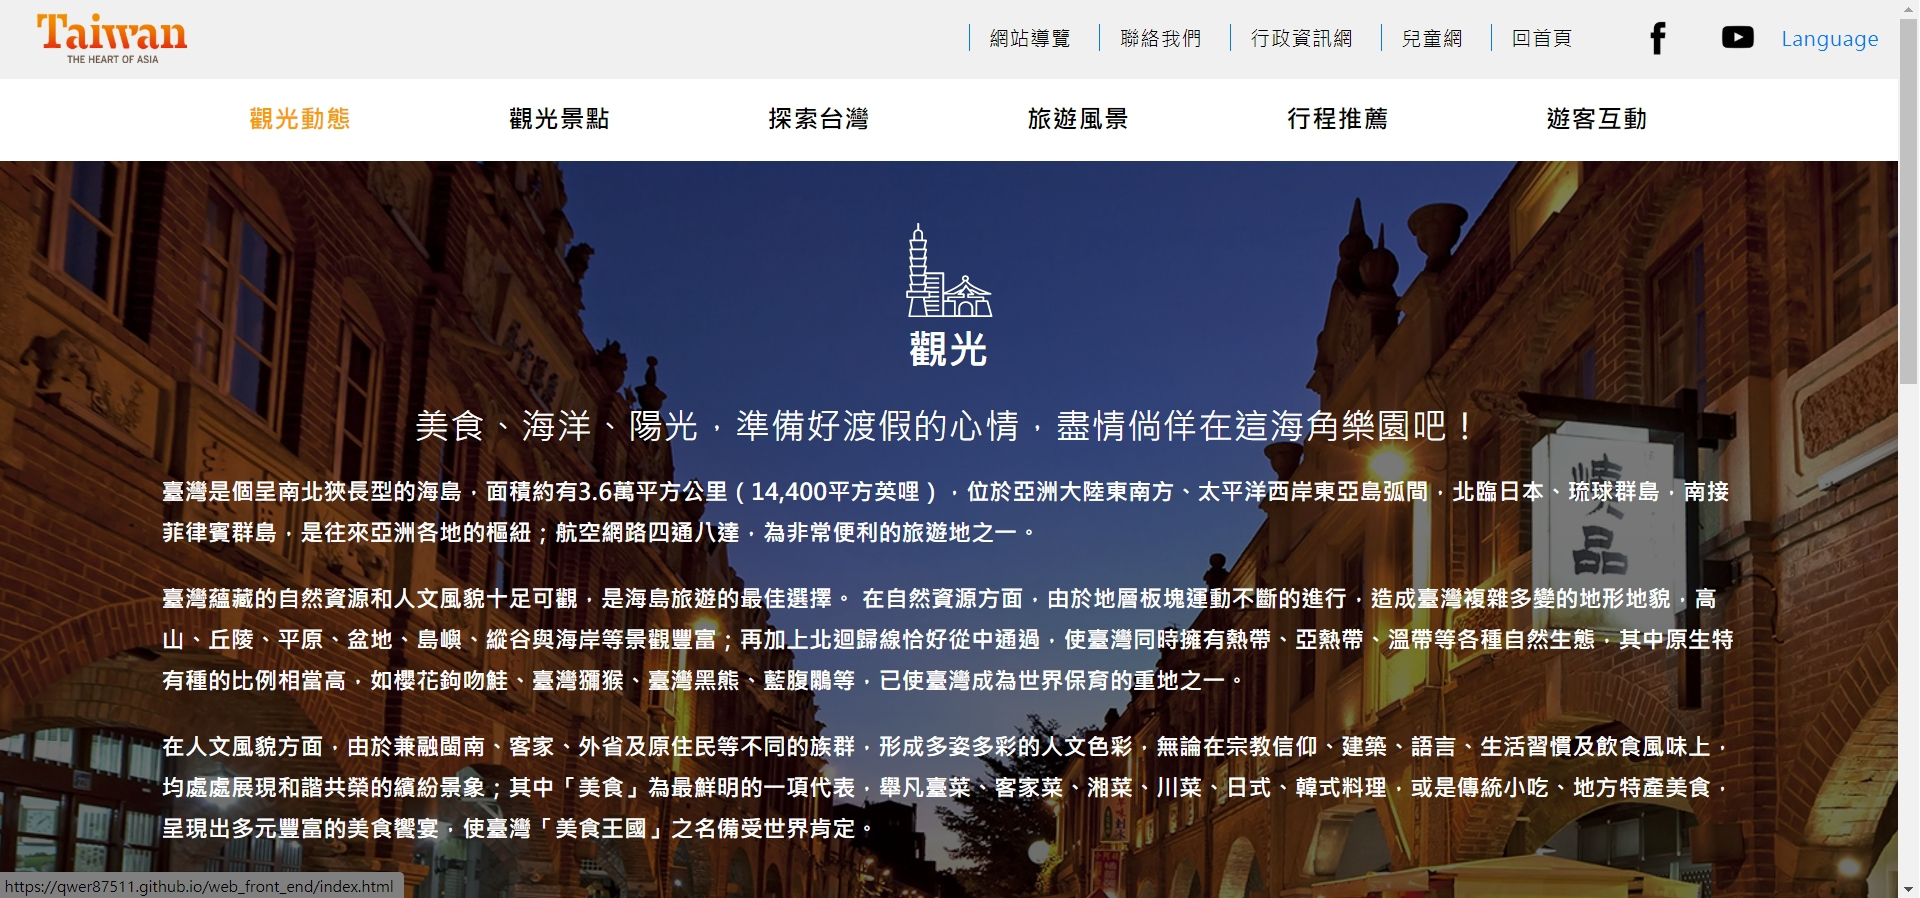 Taiwan
THE HEART OF ASIA
網站導覽
聯絡我們
行政資訊網
兒童網
回首頁
Language
觀光動態
觀光景點
探索台灣
旅遊風景
行程推薦
遊客互動
觀光
美食、海洋、陽光，準備好渡假的心情，盡情倘佯在這海角樂園吧！
臺灣是個呈南北狹長型的海島，面積約有3.6萬平方公里（14,400平方英哩），位於亞洲大陸東南方、太平洋西岸東亞島弧間，北臨日本、琉球群島，南接
菲律賓群島，是往來亞洲各地的樞紐；航空網路四通八達，為非常便利的旅遊地之一。
臺灣蘊藏的自然資源和人文風貌十足可觀，是海島旅遊的最佳選擇。 在自然資源方面，由於地層板塊運動不斷的進行，造成臺灣複雜多變的地形地貌，高
山、丘陵、平原、盆地、島嶼、縱谷與海岸等景觀豐富；再加上北迴歸線恰好從中通過，使臺灣同時擁有熱帶、亞熱帶、溫帶等各種自然生態，其中原生特
有種的比例相當高，如櫻花鉤吻鮭、臺灣獼猴、臺灣黑熊、藍腹鷴等，已使臺灣成為世界保育的重地之一。
在人文風貌方面，由於兼融閩南、客家、外省及原住民等不同的族群，形成多姿多彩的人文色彩，無論在宗教信仰、建築、語言、生活習慣及飲食風味上，
均處處展現和諧共榮的繽紛景象；其中「美食」為最鮮明的一項代表，舉凡臺菜、客家菜、湘菜、川菜、日式、韓式料理，或是傳統小吃、地方特產美食，
呈現出多元豐富的美食饗宴，使臺灣「美食王國」之名備受世界肯定。
https://qwer87511.github.io/web_front_end/index.html